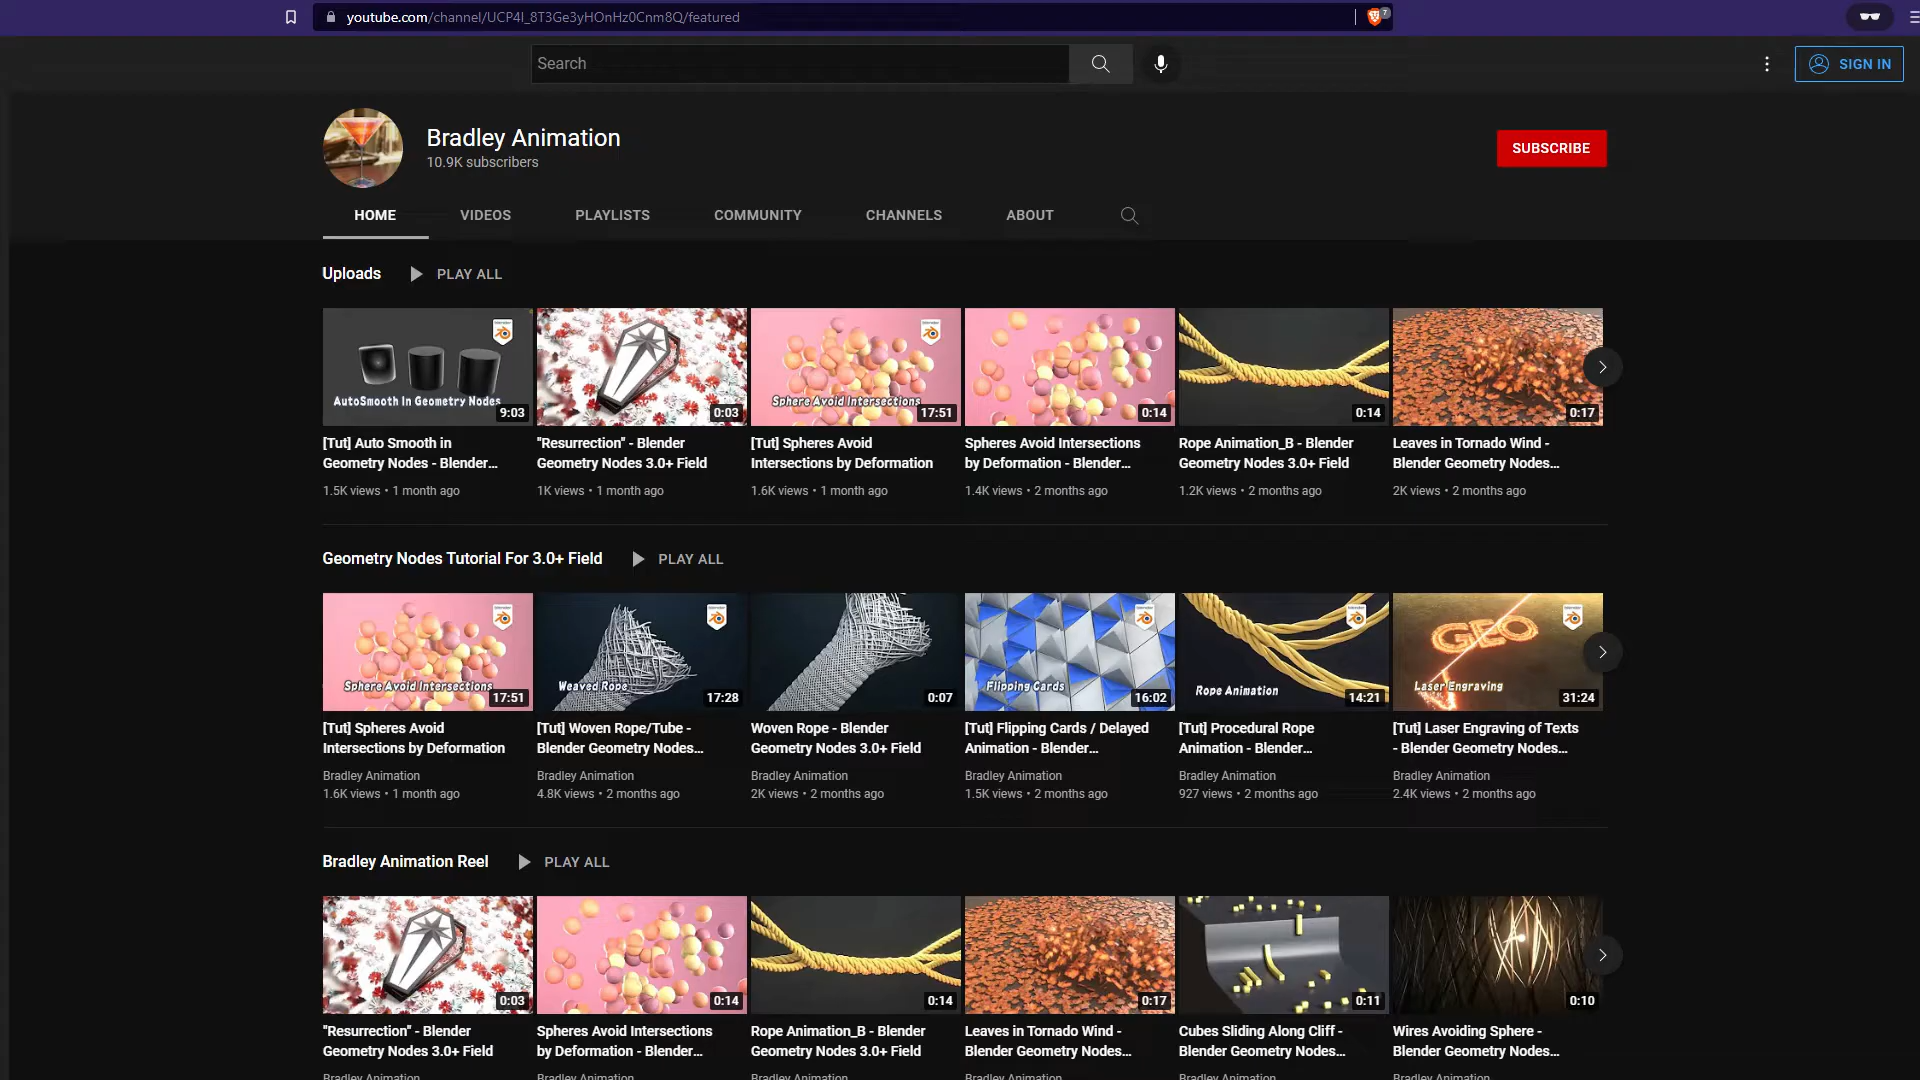 youtube.com/channel/UCP4l_8T3Ge3yHOnHz0Cnm8Q/featured
7
Search
SIGN IN
Bradley Animation
10.9K subscribers
SUBSCRIBE
HOME VIDEOS PLAYLISTS COMMUNITY CHANNELS ABOUT
Uploads PLAY ALL
AutoSmooth In Geometry Nodes 9:03
0:03
Sphere Avoid Intersections 17:51
0:14
0:14
0:17
[Tut] Auto Smooth in
Geometry Nodes - Blender...
1.5K views • 1 month ago
"Resurrection" - Blender
Geometry Nodes 3.0+ Field
1K views • 1 month ago
[Tut] Spheres Avoid
Intersections by Deformation
1.6K views • 1 month ago
Spheres Avoid Intersections
by Deformation - Blender...
1.4K views • 2 months ago
Rope Animation_B - Blender
Geometry Nodes 3.0+ Field
1.2K views • 2 months ago
Leaves in Tornado Wind -
Blender Geometry Nodes...
2K views • 2 months ago
Geometry Nodes Tutorial For 3.0+ Field PLAY ALL
Sphere Avoid Intersections 17:51
Weaved Rope 17:28
0:07
Flipping Cards 16:02
Rope Animation 14:21
GEO
Laser Engraving 31:24
[Tut] Spheres Avoid
Intersections by Deformation
Bradley Animation
1.6K views • 1 month ago
[Tut] Woven Rope/Tube -
Blender Geometry Nodes...
Bradley Animation
4.8K views • 2 months ago
Woven Rope - Blender
Geometry Nodes 3.0+ Field
Bradley Animation
2K views • 2 months ago
[Tut] Flipping Cards / Delayed
Animation - Blender...
Bradley Animation
1.5K views • 2 months ago
[Tut] Procedural Rope
Animation - Blender...
Bradley Animation
927 views • 2 months ago
[Tut] Laser Engraving of Texts
- Blender Geometry Nodes...
Bradley Animation
2.4K views • 2 months ago
Bradley Animation Reel PLAY ALL
0:03
0:14
0:14
0:17
0:11
0:10
"Resurrection" - Blender
Geometry Nodes 3.0+ Field
Bradley Animation
Spheres Avoid Intersections
by Deformation - Blender...
Bradley Animation
Rope Animation_B - Blender
Geometry Nodes 3.0+ Field
Bradley Animation
Leaves in Tornado Wind -
Blender Geometry Nodes...
Bradley Animation
Cubes Sliding Along Cliff -
Blender Geometry Nodes...
Bradley Animation
Wires Avoiding Sphere -
Blender Geometry Nodes...
Bradley Animation